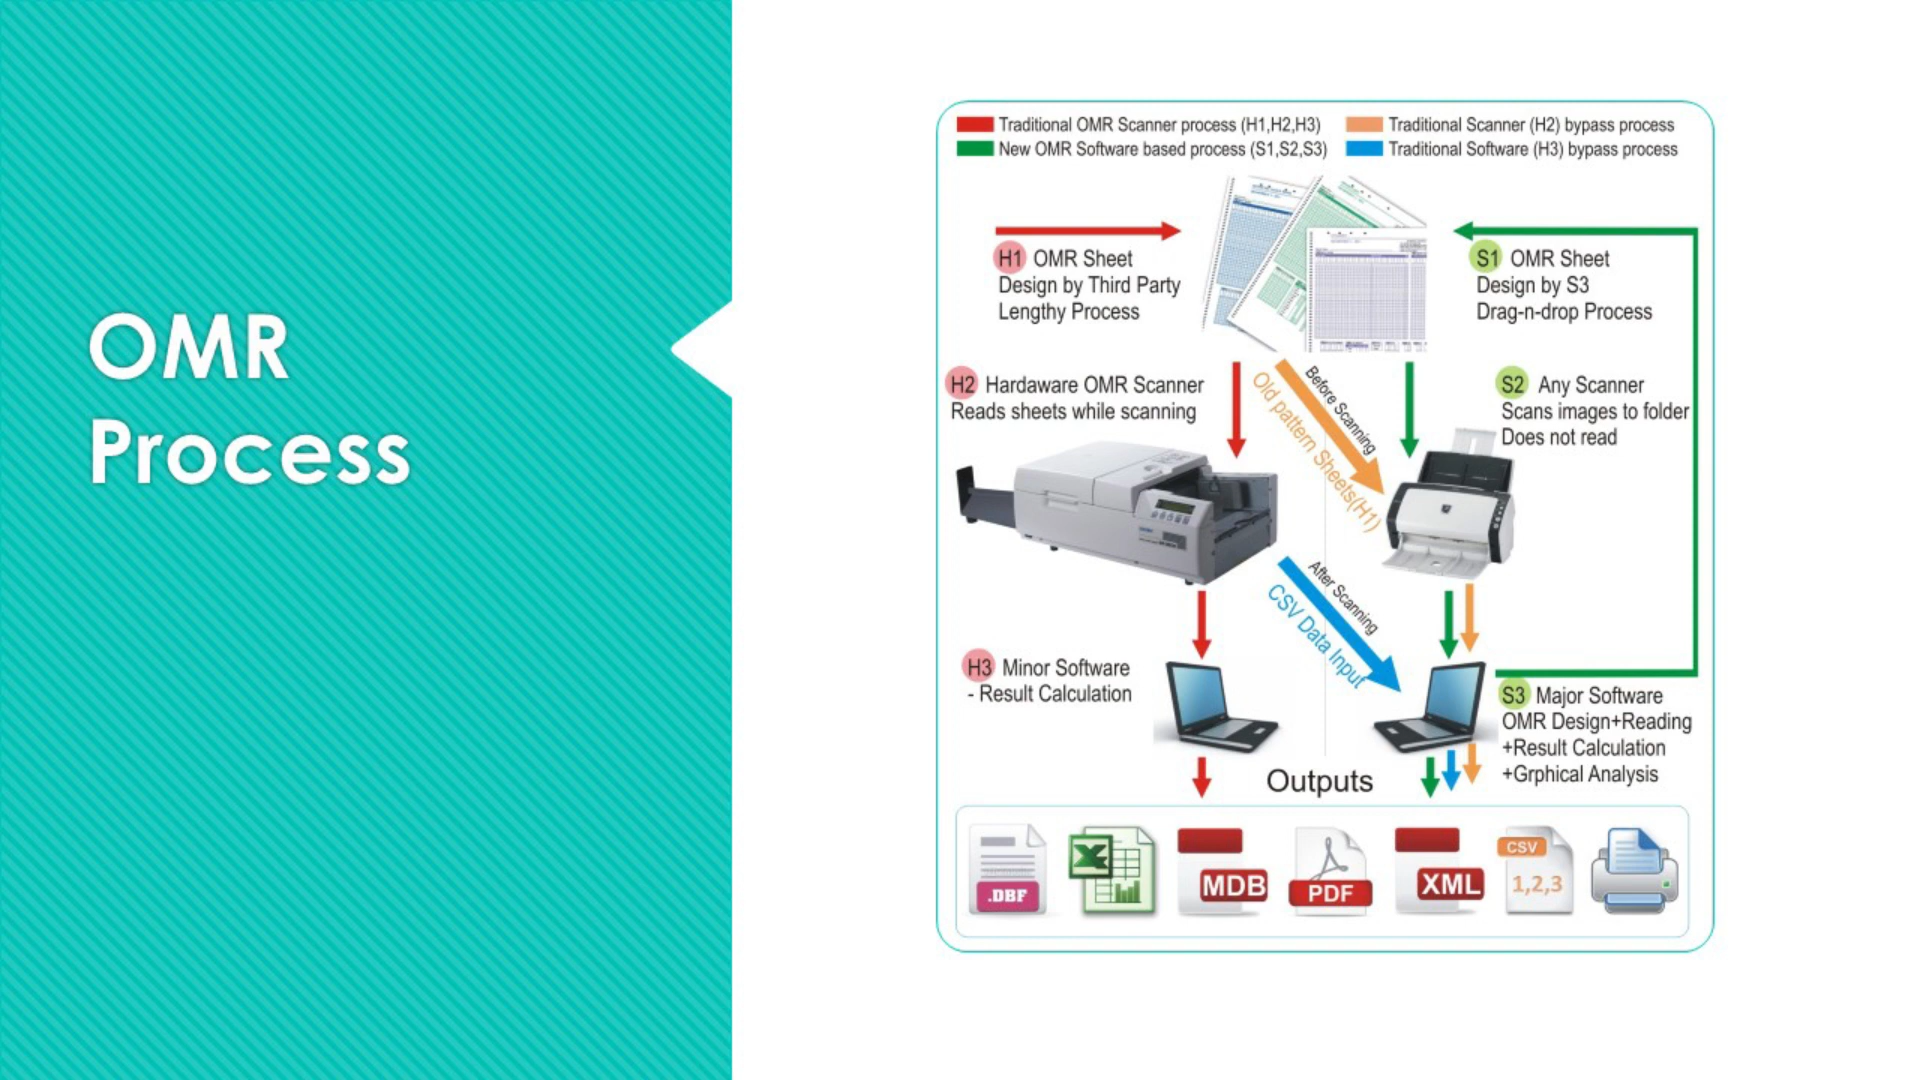 OMR
Process
Traditional OMR Scanner process (H1,H2,H3)
Traditional Scanner (H2) bypass process
New OMR Software based process (S1,S2,S3)
Traditional Software (H3) bypass process
H1 OMR Sheet
Design by Third Party
Lengthy Process
S1 OMR Sheet
Design by S3
Drag-n-drop Process
H2 Hardaware OMR Scanner
Reads sheets while scanning
Before Scanning
Old pattern Sheets(H1)
S2 Any Scanner
Scans images to folder
Does not read
After Scanning
CSV Data Input
H3 Minor Software
- Result Calculation
S3 Major Software
OMR Design+Reading
+Result Calculation
+Grphical Analysis
Outputs
.DBF
X
MDB
PDF
XML
CSV
1,2,3